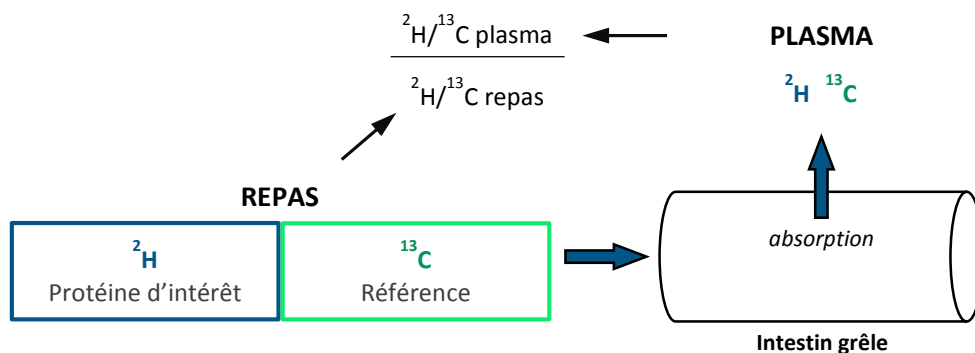 ²H/¹³C plasma
²H/¹³C repas
PLASMA
²H ¹³C
REPAS
²H
Protéine d’intérêt
¹³C
Référence
absorption
Intestin grêle